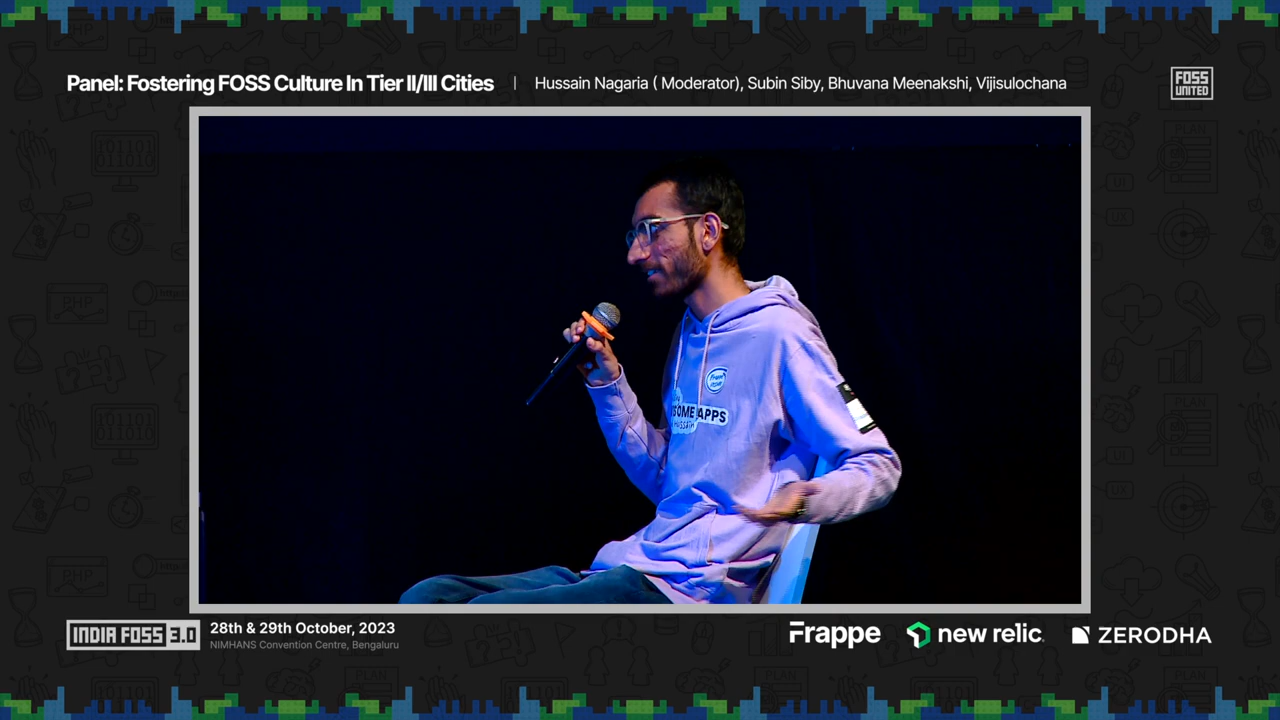 Panel: Fostering FOSS Culture In Tier II/III Cities | Hussain Nagaria ( Moderator), Subin Siby, Bhuvana Meenakshi, Vijisulochana
FOSS
UNITED
SOME APPS
INDIA FOSS 3.0
28th & 29th October, 2023
NIMHANS Convention Centre, Bengaluru
Frappe
new relic
ZERODHA